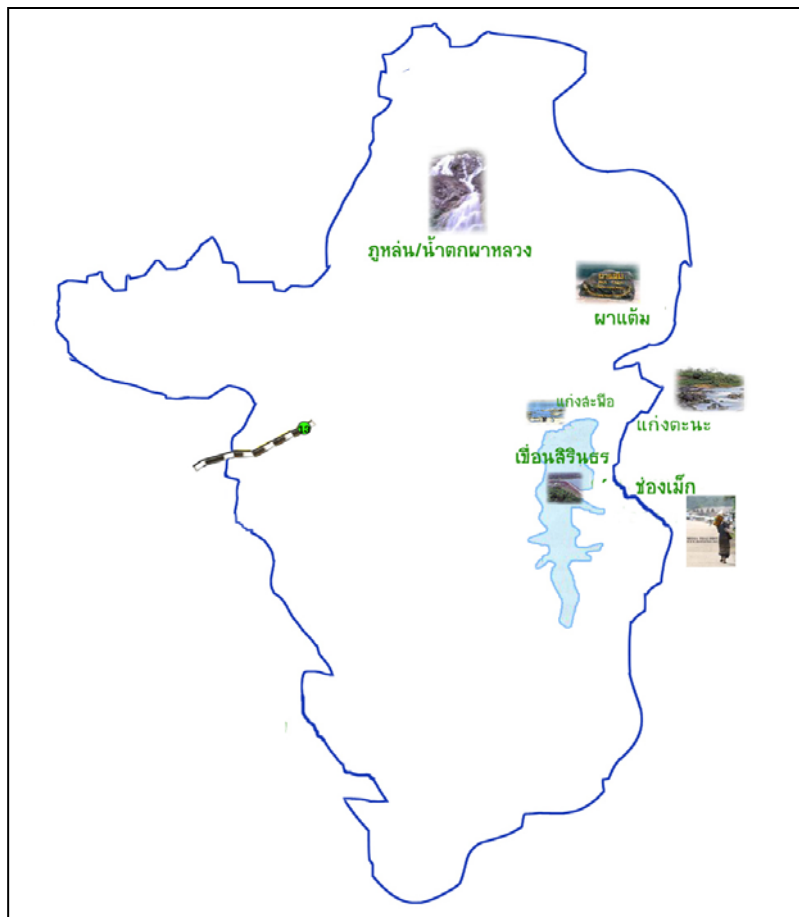 ภูหล่น/น้ำตกผาหลวง
ผาแต้ม
แก่งสะพือ
แก่งตะนะ
เขื่อนสิรินธร
ช่องเม็ก